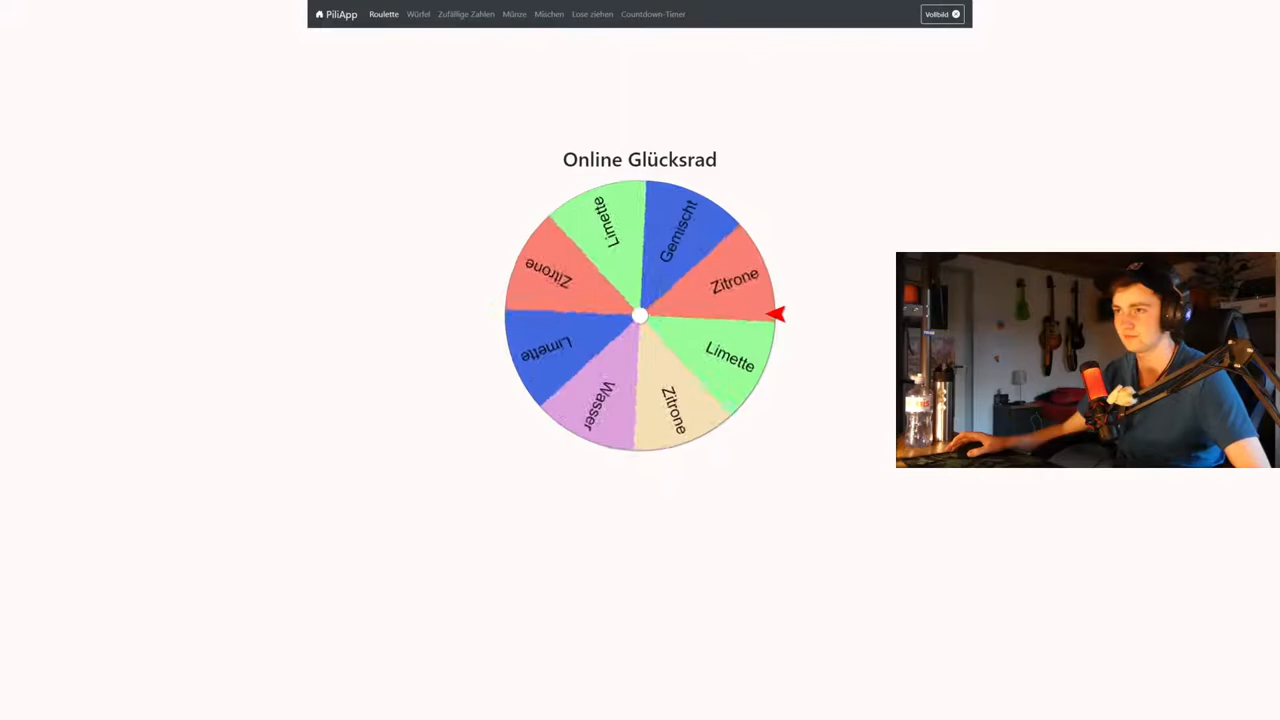 PiliApp Roulette Würfel Zufällige Zahlen Münze Mischen Lose ziehen Countdown-Timer Vollbild
Online Glücksrad
Limette
Gemischt
Zitrone
Zitrone
Limette
Limette
Wasser
Zitrone